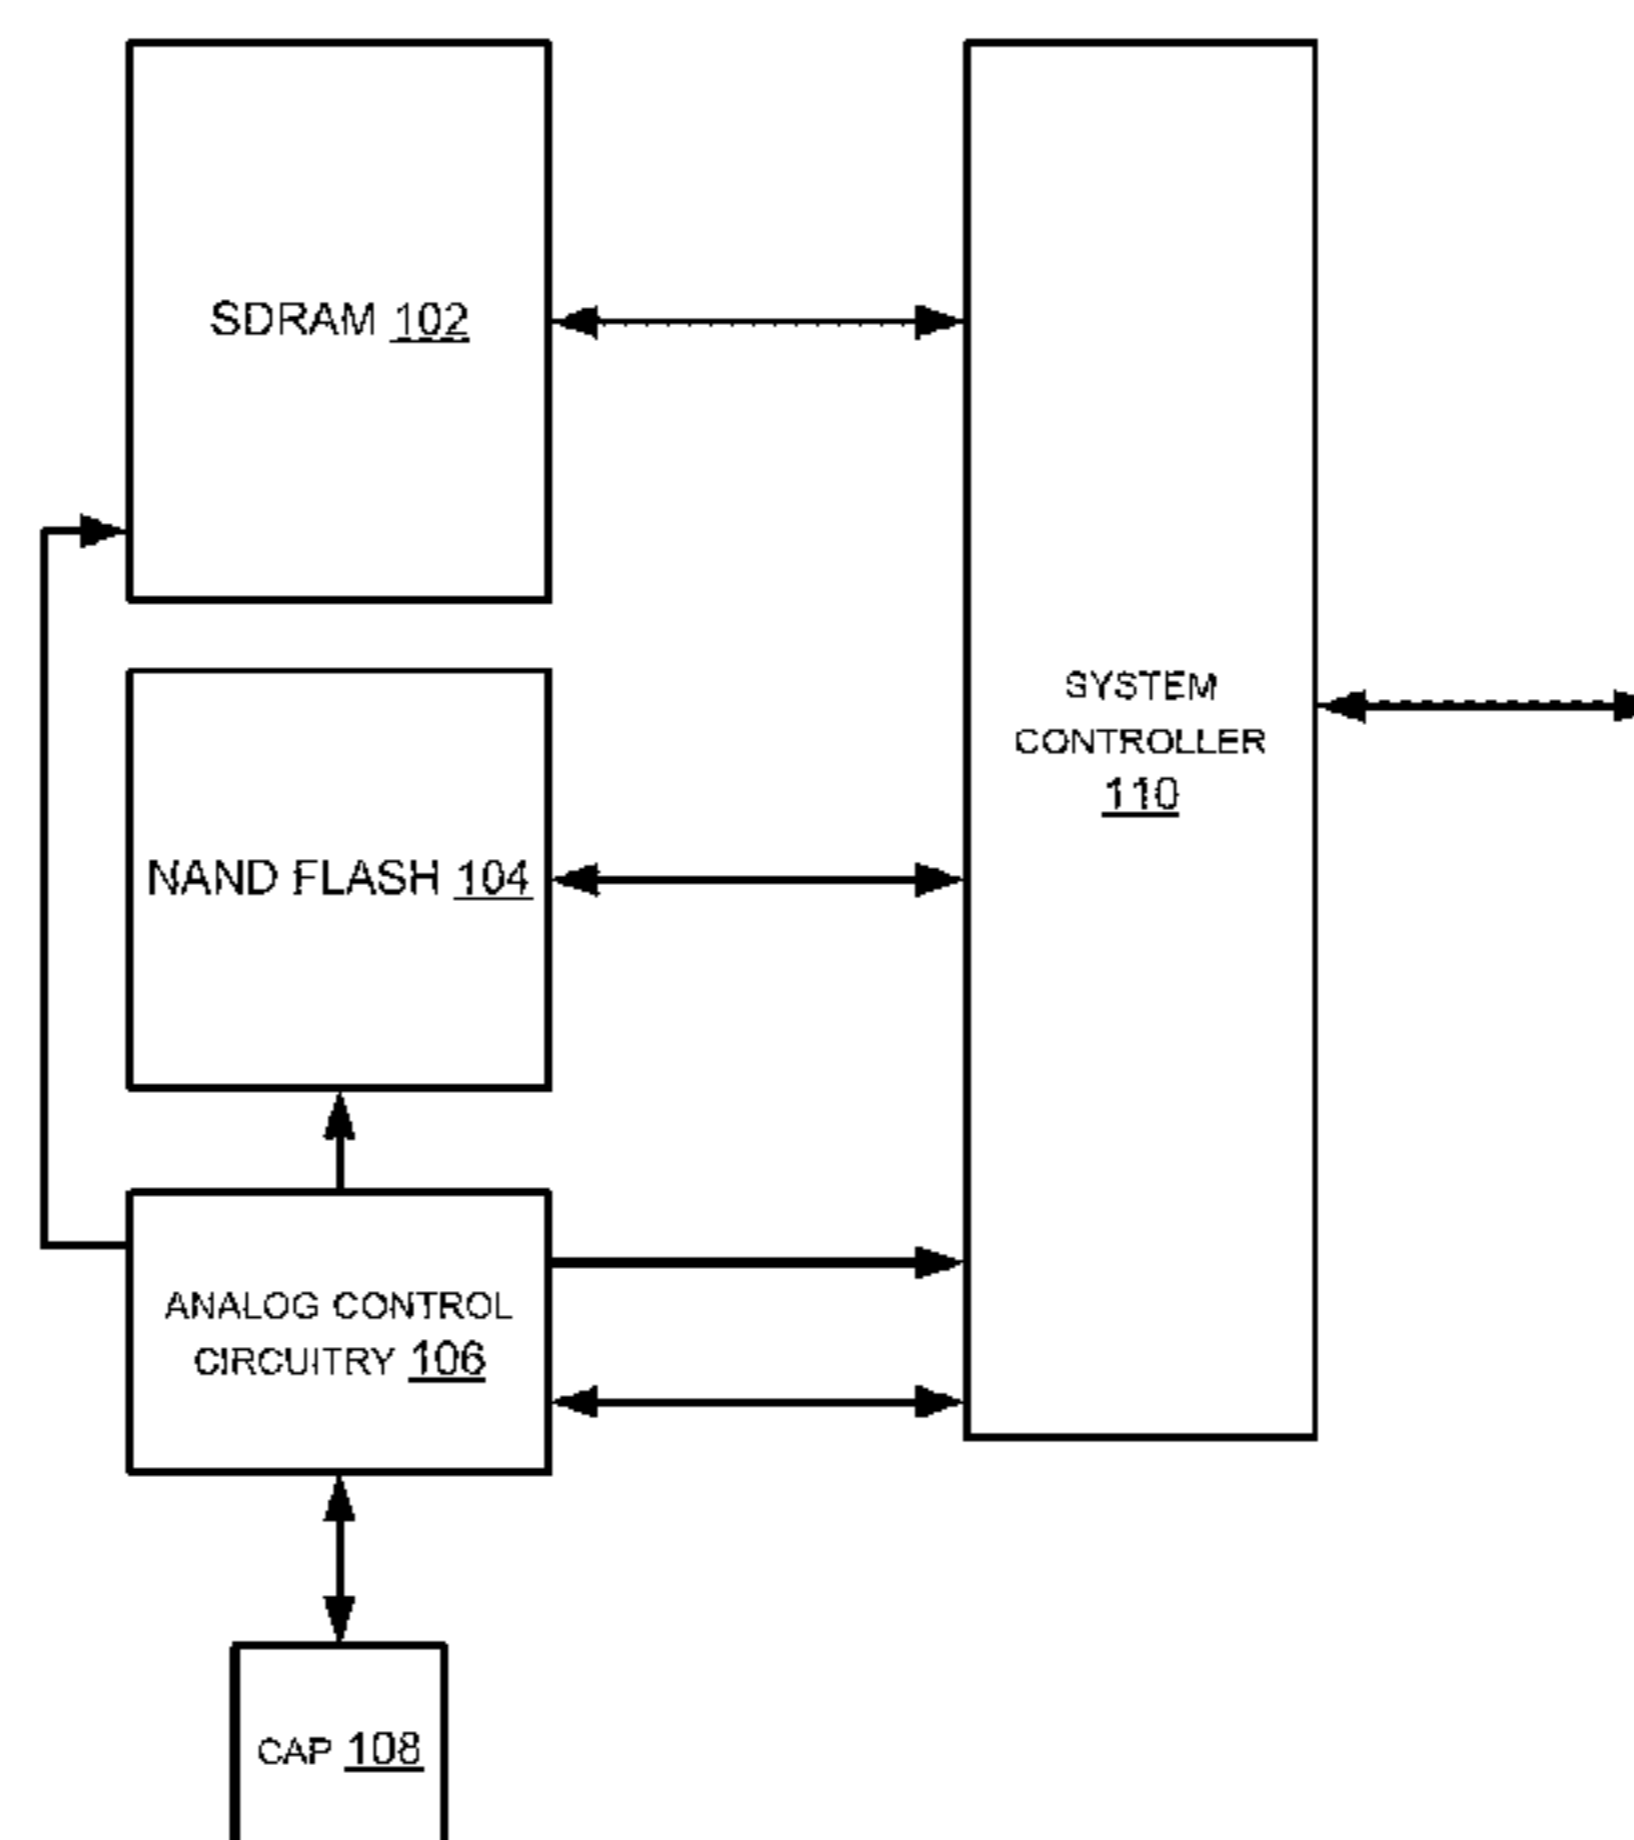 SDRAM 102
SYSTEM
CONTROLLER
110
NAND FLASH 104
ANALOG CONTROL
CIRCUITRY 106
CAP 108